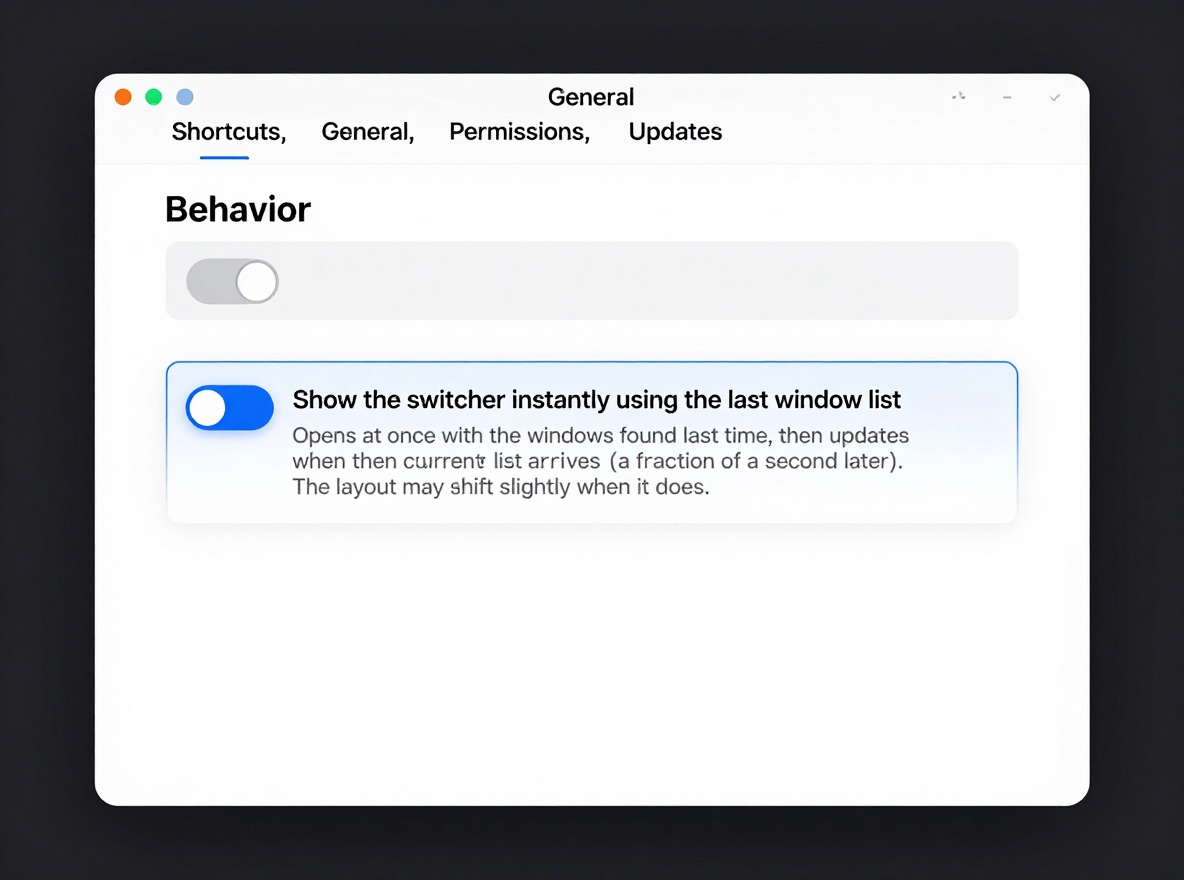 General
Shortcuts,
General,
Permissions,
Updates
Behavior
Show the switcher instantly using the last window list
Opens at once with the windows found last time, then updates
when then current list arrives (a fraction of a second later).
The layout may shift slightly when it does.